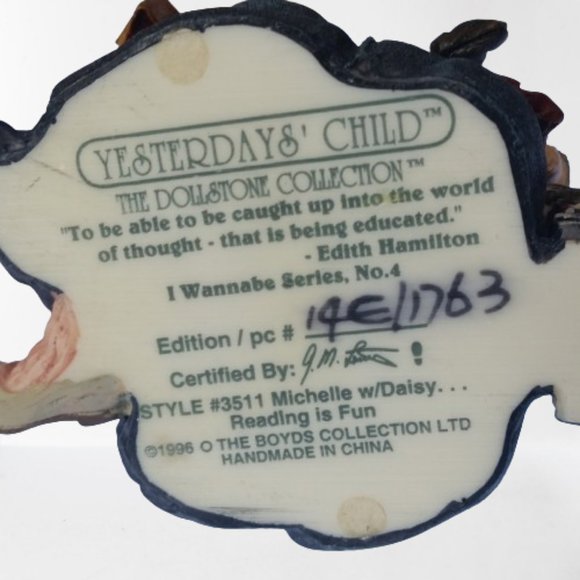 YESTERDAYS' CHILD™
THE DOLLSTONE COLLECTION™
"To be able to be caught up into the world
of thought - that is being educated."
- Edith Hamilton
I Wannabe Series, No.4
Edition / pc # 14E/1763
Certified By: G.M. !
STYLE #3511 Michelle w/Daisy...
Reading is Fun
©1996 O THE BOYDS COLLECTION LTD
HANDMADE IN CHINA